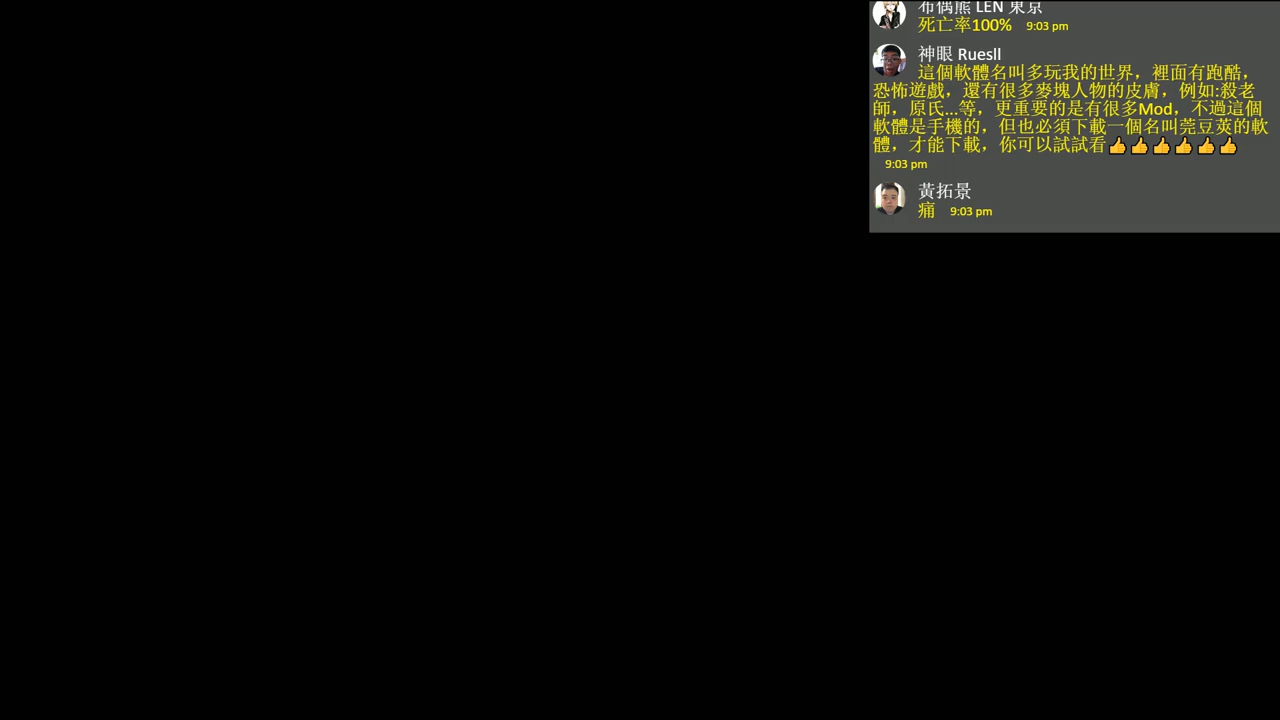 布偶熊 LEN 東京
死亡率100% 9:03 pm
神眼 Ruesll
這個軟體名叫多玩我的世界，裡面有跑酷，
恐怖遊戲，還有很多麥塊人物的皮膚，例如:殺老
師，原氏...等，更重要的是有很多Mod，不過這個
軟體是手機的，但也必須下載一個名叫莞豆莢的軟
體，才能下載，你可以試試看👍👍👍👍👍👍
9:03 pm
黃拓景
痛 9:03 pm